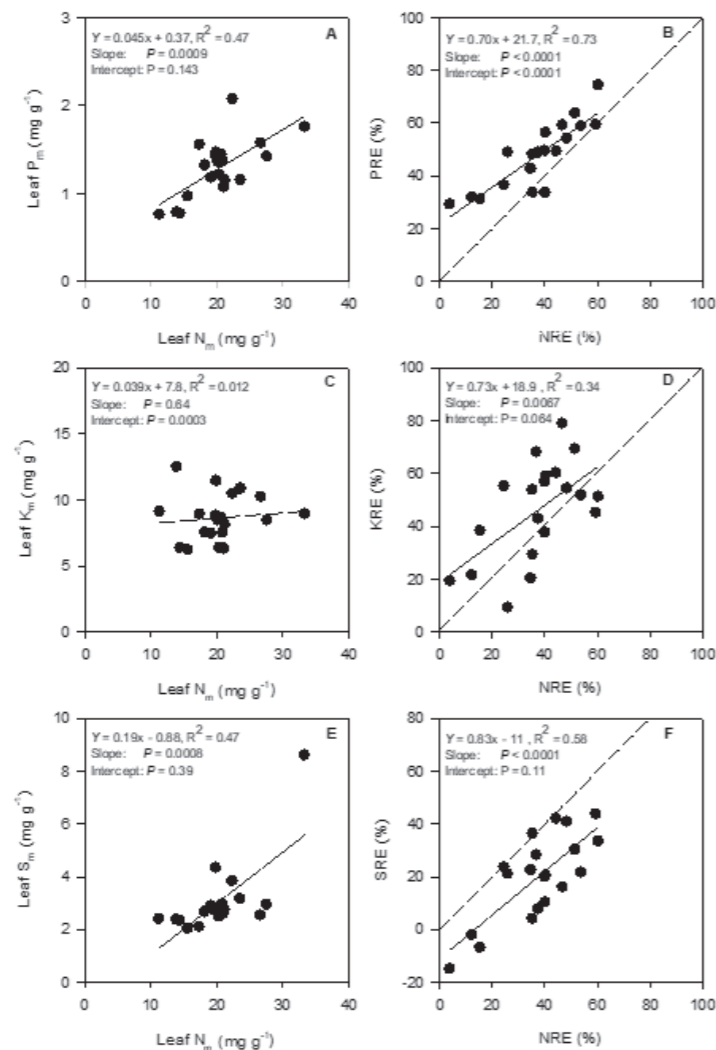 Y = 0.045x + 0.37, R² = 0.47
Slope: P = 0.0009
Intercept: P = 0.143
A
3
2
1
0
Leaf Pm (mg g-1)
0 10 20 30 40
Leaf Nm (mg g-1)
Y = 0.70x + 21.7, R² = 0.73
Slope: P < 0.0001
Intercept: P < 0.0001
B
100
80
60
40
20
0
PRE (%)
0 20 40 60 80 100
NRE (%)
Y = 0.039x + 7.8, R² = 0.012
Slope: P = 0.64
Intercept: P = 0.0003
C
20
15
10
5
0
Leaf Km (mg g-1)
0 10 20 30 40
Leaf Nm (mg g-1)
Y = 0.73x + 18.9, R² = 0.34
Slope: P = 0.0067
Intercept: P = 0.064
D
100
80
60
40
20
0
KRE (%)
0 20 40 60 80 100
NRE (%)
Y = 0.19x - 0.88, R² = 0.47
Slope: P = 0.0008
Intercept: P = 0.39
E
10
8
6
4
2
0
Leaf Sm (mg g-1)
0 10 20 30 40
Leaf Nm (mg g-1)
Y = 0.83x - 11, R² = 0.58
Slope: P < 0.0001
Intercept: P = 0.11
F
80
60
40
20
0
-20
SRE (%)
0 20 40 60 80 100
NRE (%)